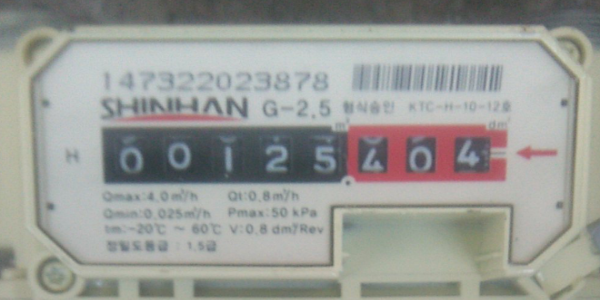 147322023878
SHINHAN G-2.5 형식승인 KTC-H-10-12호
m³ dm³
H 00125404
Qmax:4.0m³/h Qt:0.8m³/h
Qmin:0.025m³/h Pmax:50 kPa
tm:-20℃ ~ 60℃ V:0.8 dm³/Rev
정밀도등급 : 1.5급